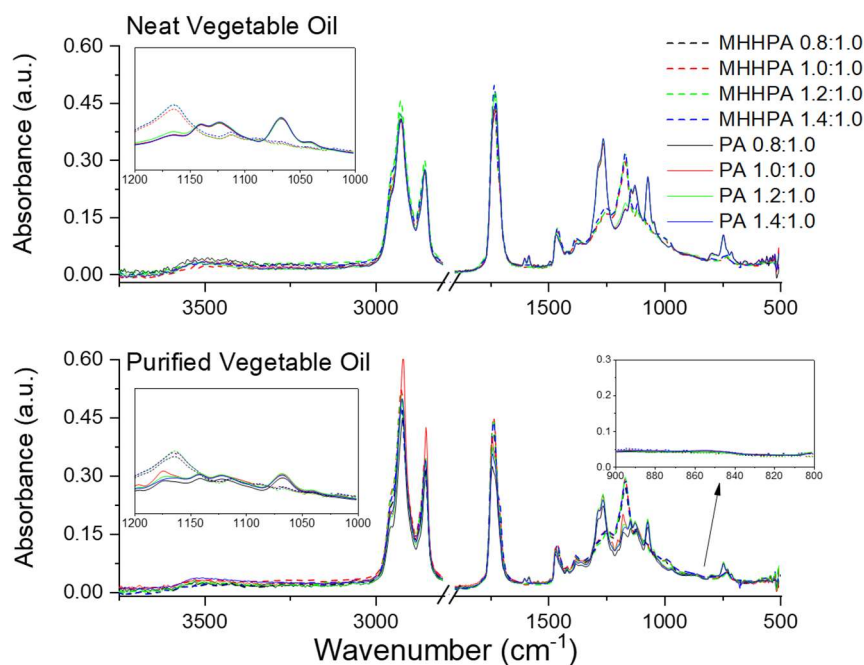 Neat Vegetable Oil
Absorbance (a.u.)
0.60
0.45
0.30
0.15
0.00
1200 1150 1100 1050 1000
MHHPA 0.8:1.0
MHHPA 1.0:1.0
MHHPA 1.2:1.0
MHHPA 1.4:1.0
PA 0.8:1.0
PA 1.0:1.0
PA 1.2:1.0
PA 1.4:1.0
3500 3000 1500 1000 500
Purified Vegetable Oil
Absorbance (a.u.)
0.60
0.45
0.30
0.15
0.00
1200 1150 1100 1050 1000
0.3
0.2
0.1
0.0
900 880 860 840 820 800
3500 3000 1500 1000 500
Wavenumber (cm-1)